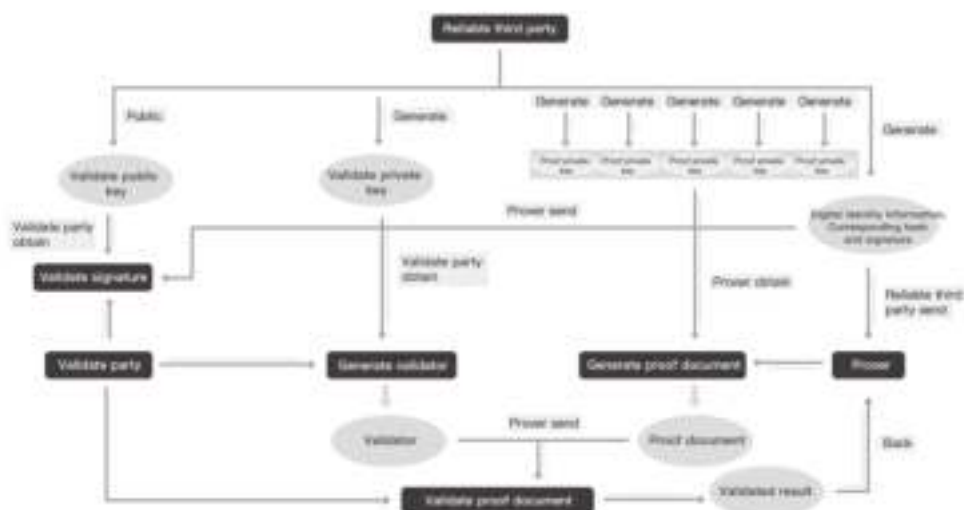 Reliable third party
Generate Generate Generate Generate Generate
Public
Generate
Generate
Proof private key
Proof private key
Proof private key
Proof private key
Proof private key
Validate public
key
Validate private
key
Prover send
Digital identity information,
Corresponding hash
and signature
Validate party
obtain
Validate signature
Validate party
obtain
Prover obtain
Reliable third
party send
Validate party
Generate validator
Generate proof document
Prover
Validator
Prover send
Proof document
Back
Validate proof document
Validated result